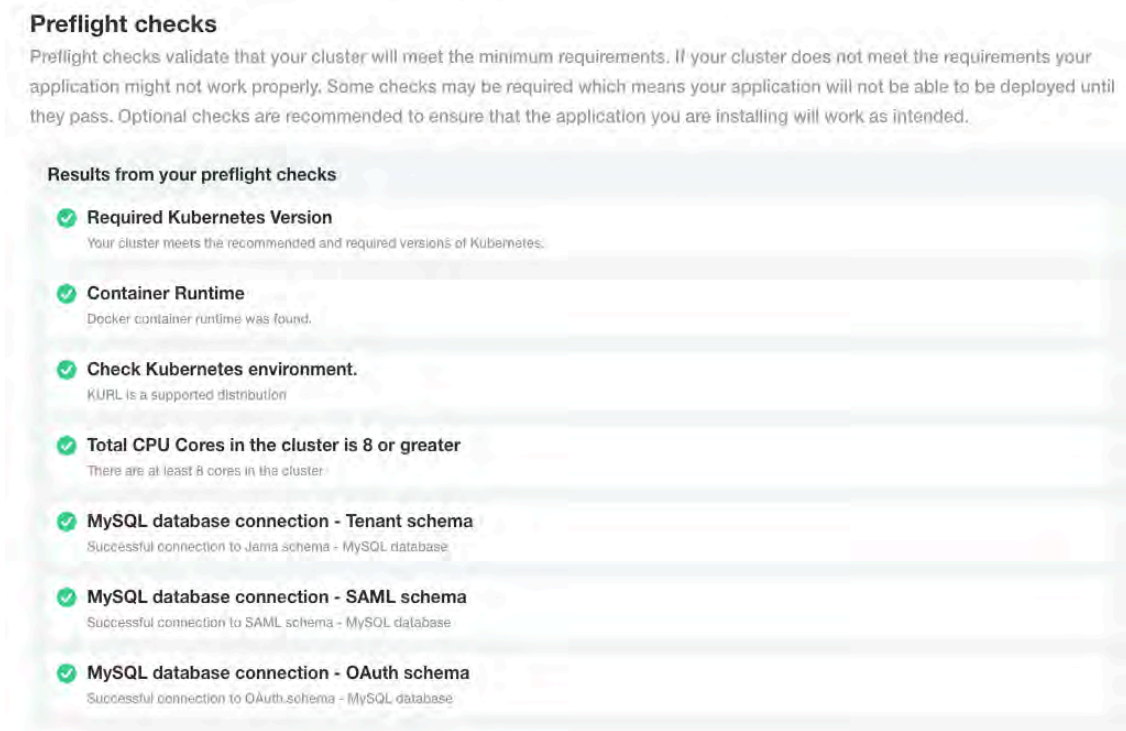 Preflight checks
Preflight checks validate that your cluster will meet the minimum requirements. If your cluster does not meet the requirements your
application might not work properly. Some checks may be required which means your application will not be able to be deployed until
they pass. Optional checks are recommended to ensure that the application you are installing will work as intended.
Results from your preflight checks
Required Kubernetes Version
Your cluster meets the recommended and required versions of Kubernetes.
Container Runtime
Docker container runtime was found.
Check Kubernetes environment.
KURL is a supported distribution
Total CPU Cores in the cluster is 8 or greater
There are at least 8 cores in the cluster
MySQL database connection - Tenant schema
Successful connection to Jama schema - MySQL database
MySQL database connection - SAML schema
Successful connection to SAML schema - MySQL database
MySQL database connection - OAuth schema
Successful connection to OAuth schema - MySQL database